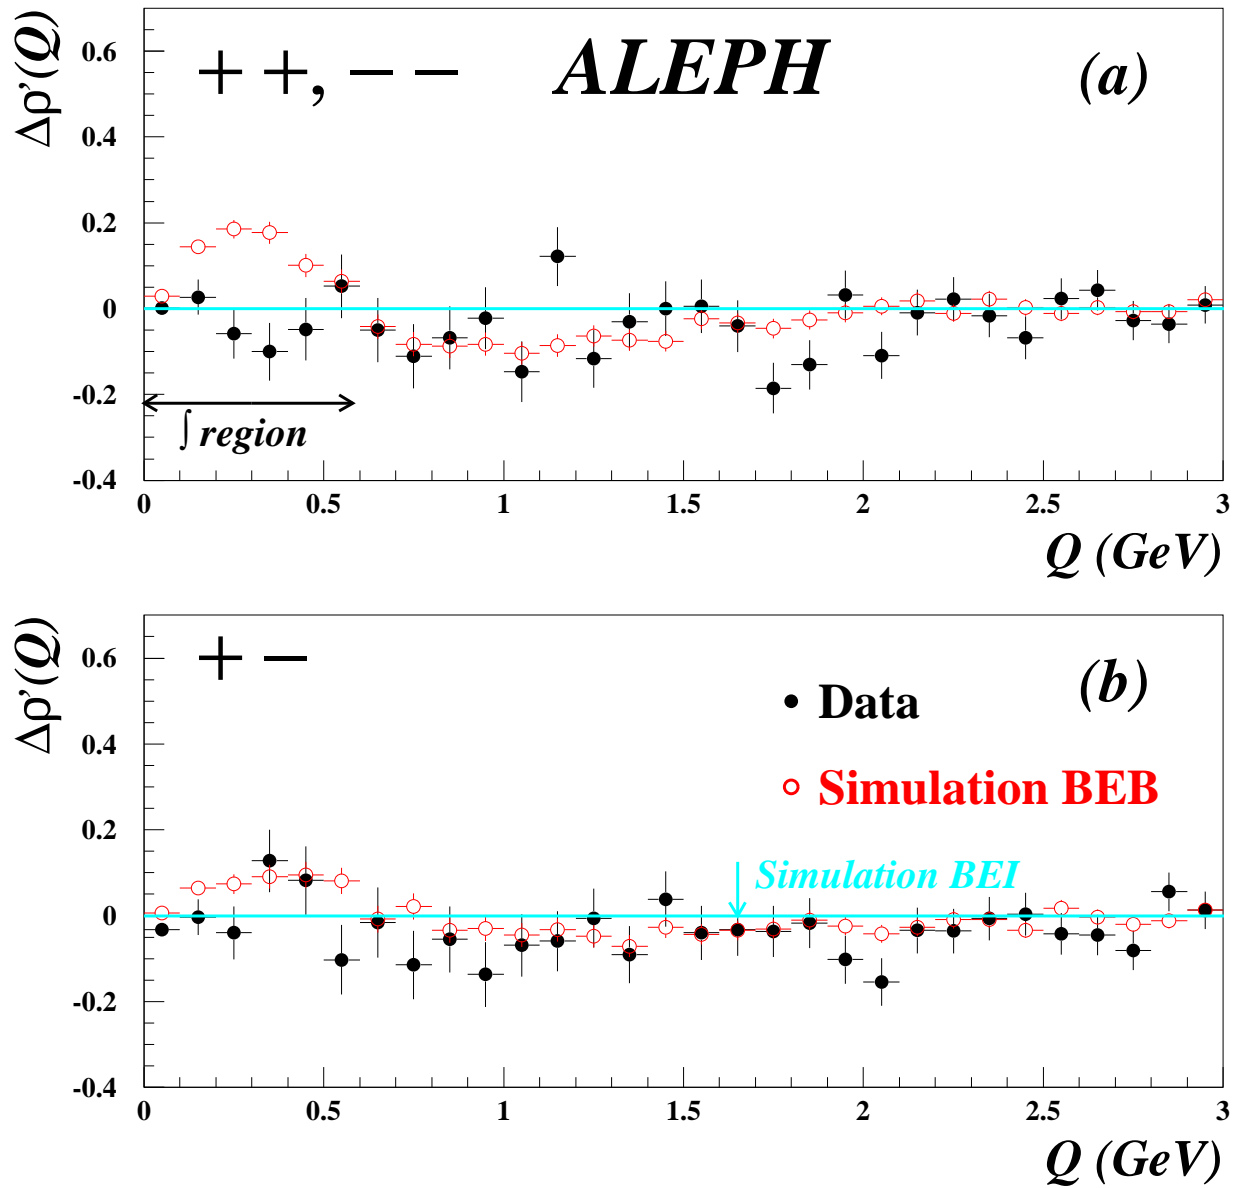 Δρ'(Q)
++, −− ALEPH (a)
0.6
0.4
0.2
0
-0.2
∫ region
-0.4
0 0.5 1 1.5 2 2.5 3
Q (GeV)
Δρ'(Q)
+− (b)
0.6
Data
0.4
Simulation BEB
0.2
Simulation BEI
0
-0.2
-0.4
0 0.5 1 1.5 2 2.5 3
Q (GeV)